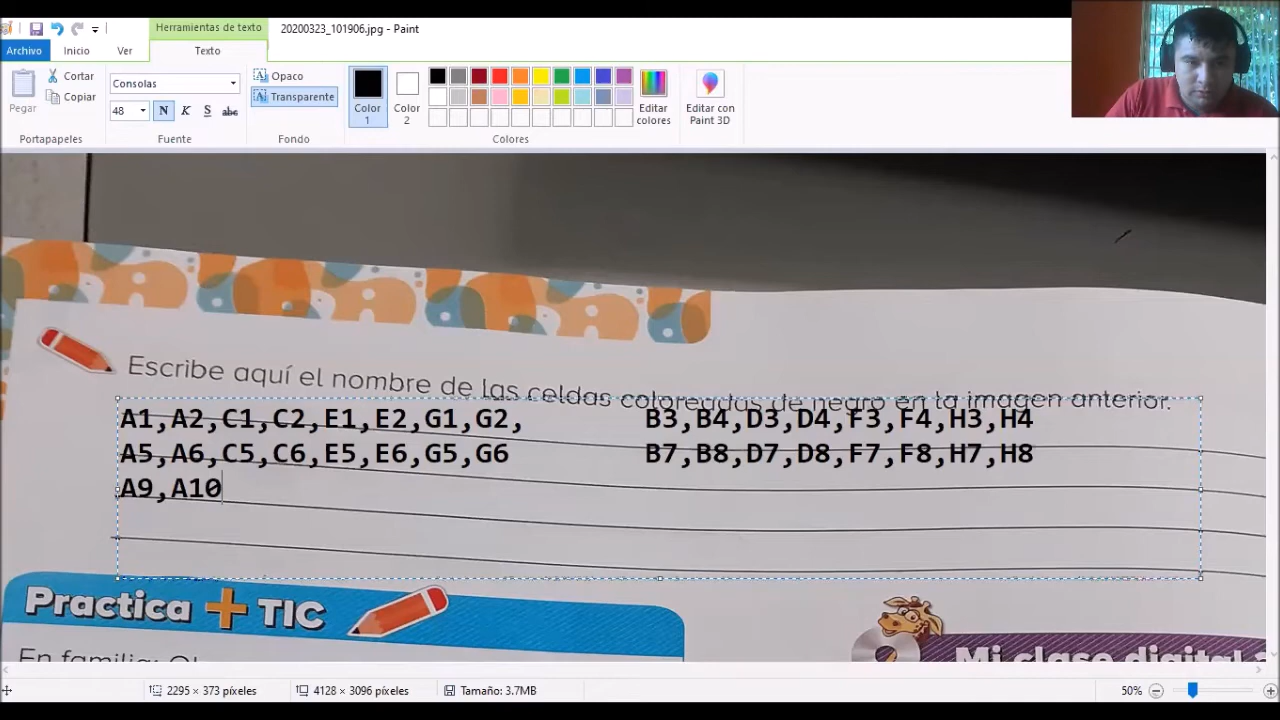 Herramientas de texto
20200323_101906.jpg - Paint
Archivo
Inicio
Ver
Texto
Pegar
Cortar
Copiar
Portapapeles
Consolas
48
N
K
S
abc
Fuente
Opaco
Transparente
Fondo
Color
1
Color
2
Colores
Editar
colores
Editar con
Paint 3D
Escribe aquí el nombre de las celdas coloreadas de negro en la imagen anterior.
A1,A2,C1,C2,E1,E2,G1,G2, B3,B4,D3,D4,F3,F4,H3,H4
A5,A6,C5,C6,E5,E6,G5,G6 B7,B8,D7,D8,F7,F8,H7,H8
A9,A10
Practica + TIC
En familia:
Mi clase digital
2295 × 373 píxeles
4128 × 3096 píxeles
Tamaño: 3.7MB
50%